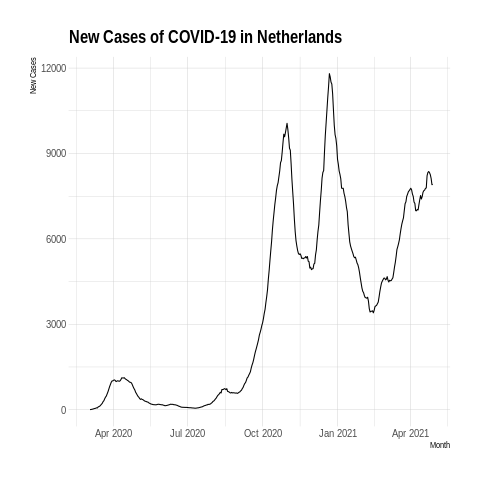 New Cases of COVID-19 in Netherlands
New Cases
12000
9000
6000
3000
0
Apr 2020 Jul 2020 Oct 2020 Jan 2021 Apr 2021
Month